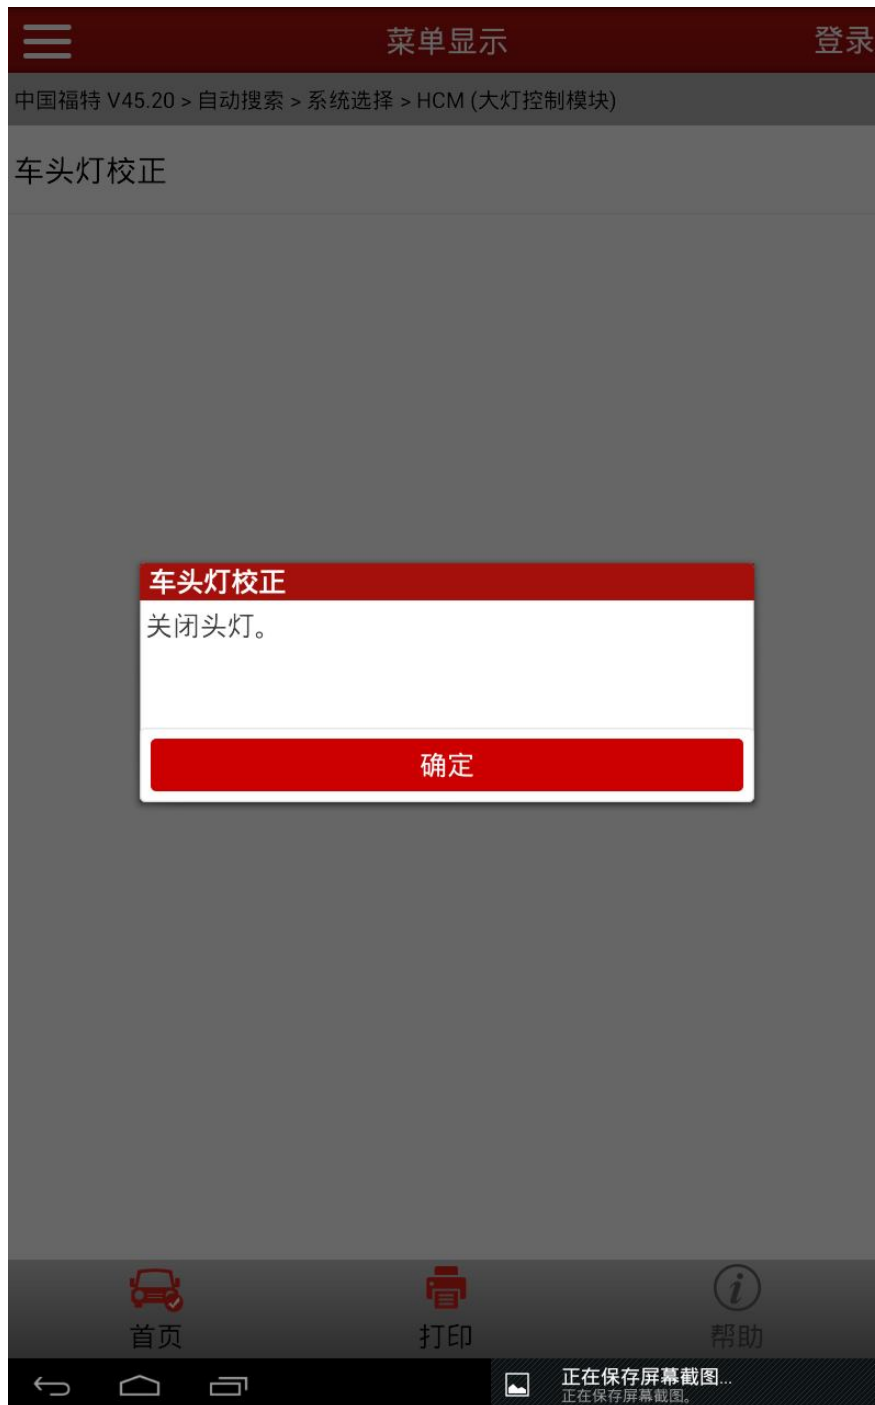 菜单显示
登录
中国福特 V45.20 > 自动搜索 > 系统选择 > HCM (大灯控制模块)
车头灯校正
车头灯校正
关闭头灯。
确定
首页
打印
帮助
正在保存屏幕截图...
正在保存屏幕截图。